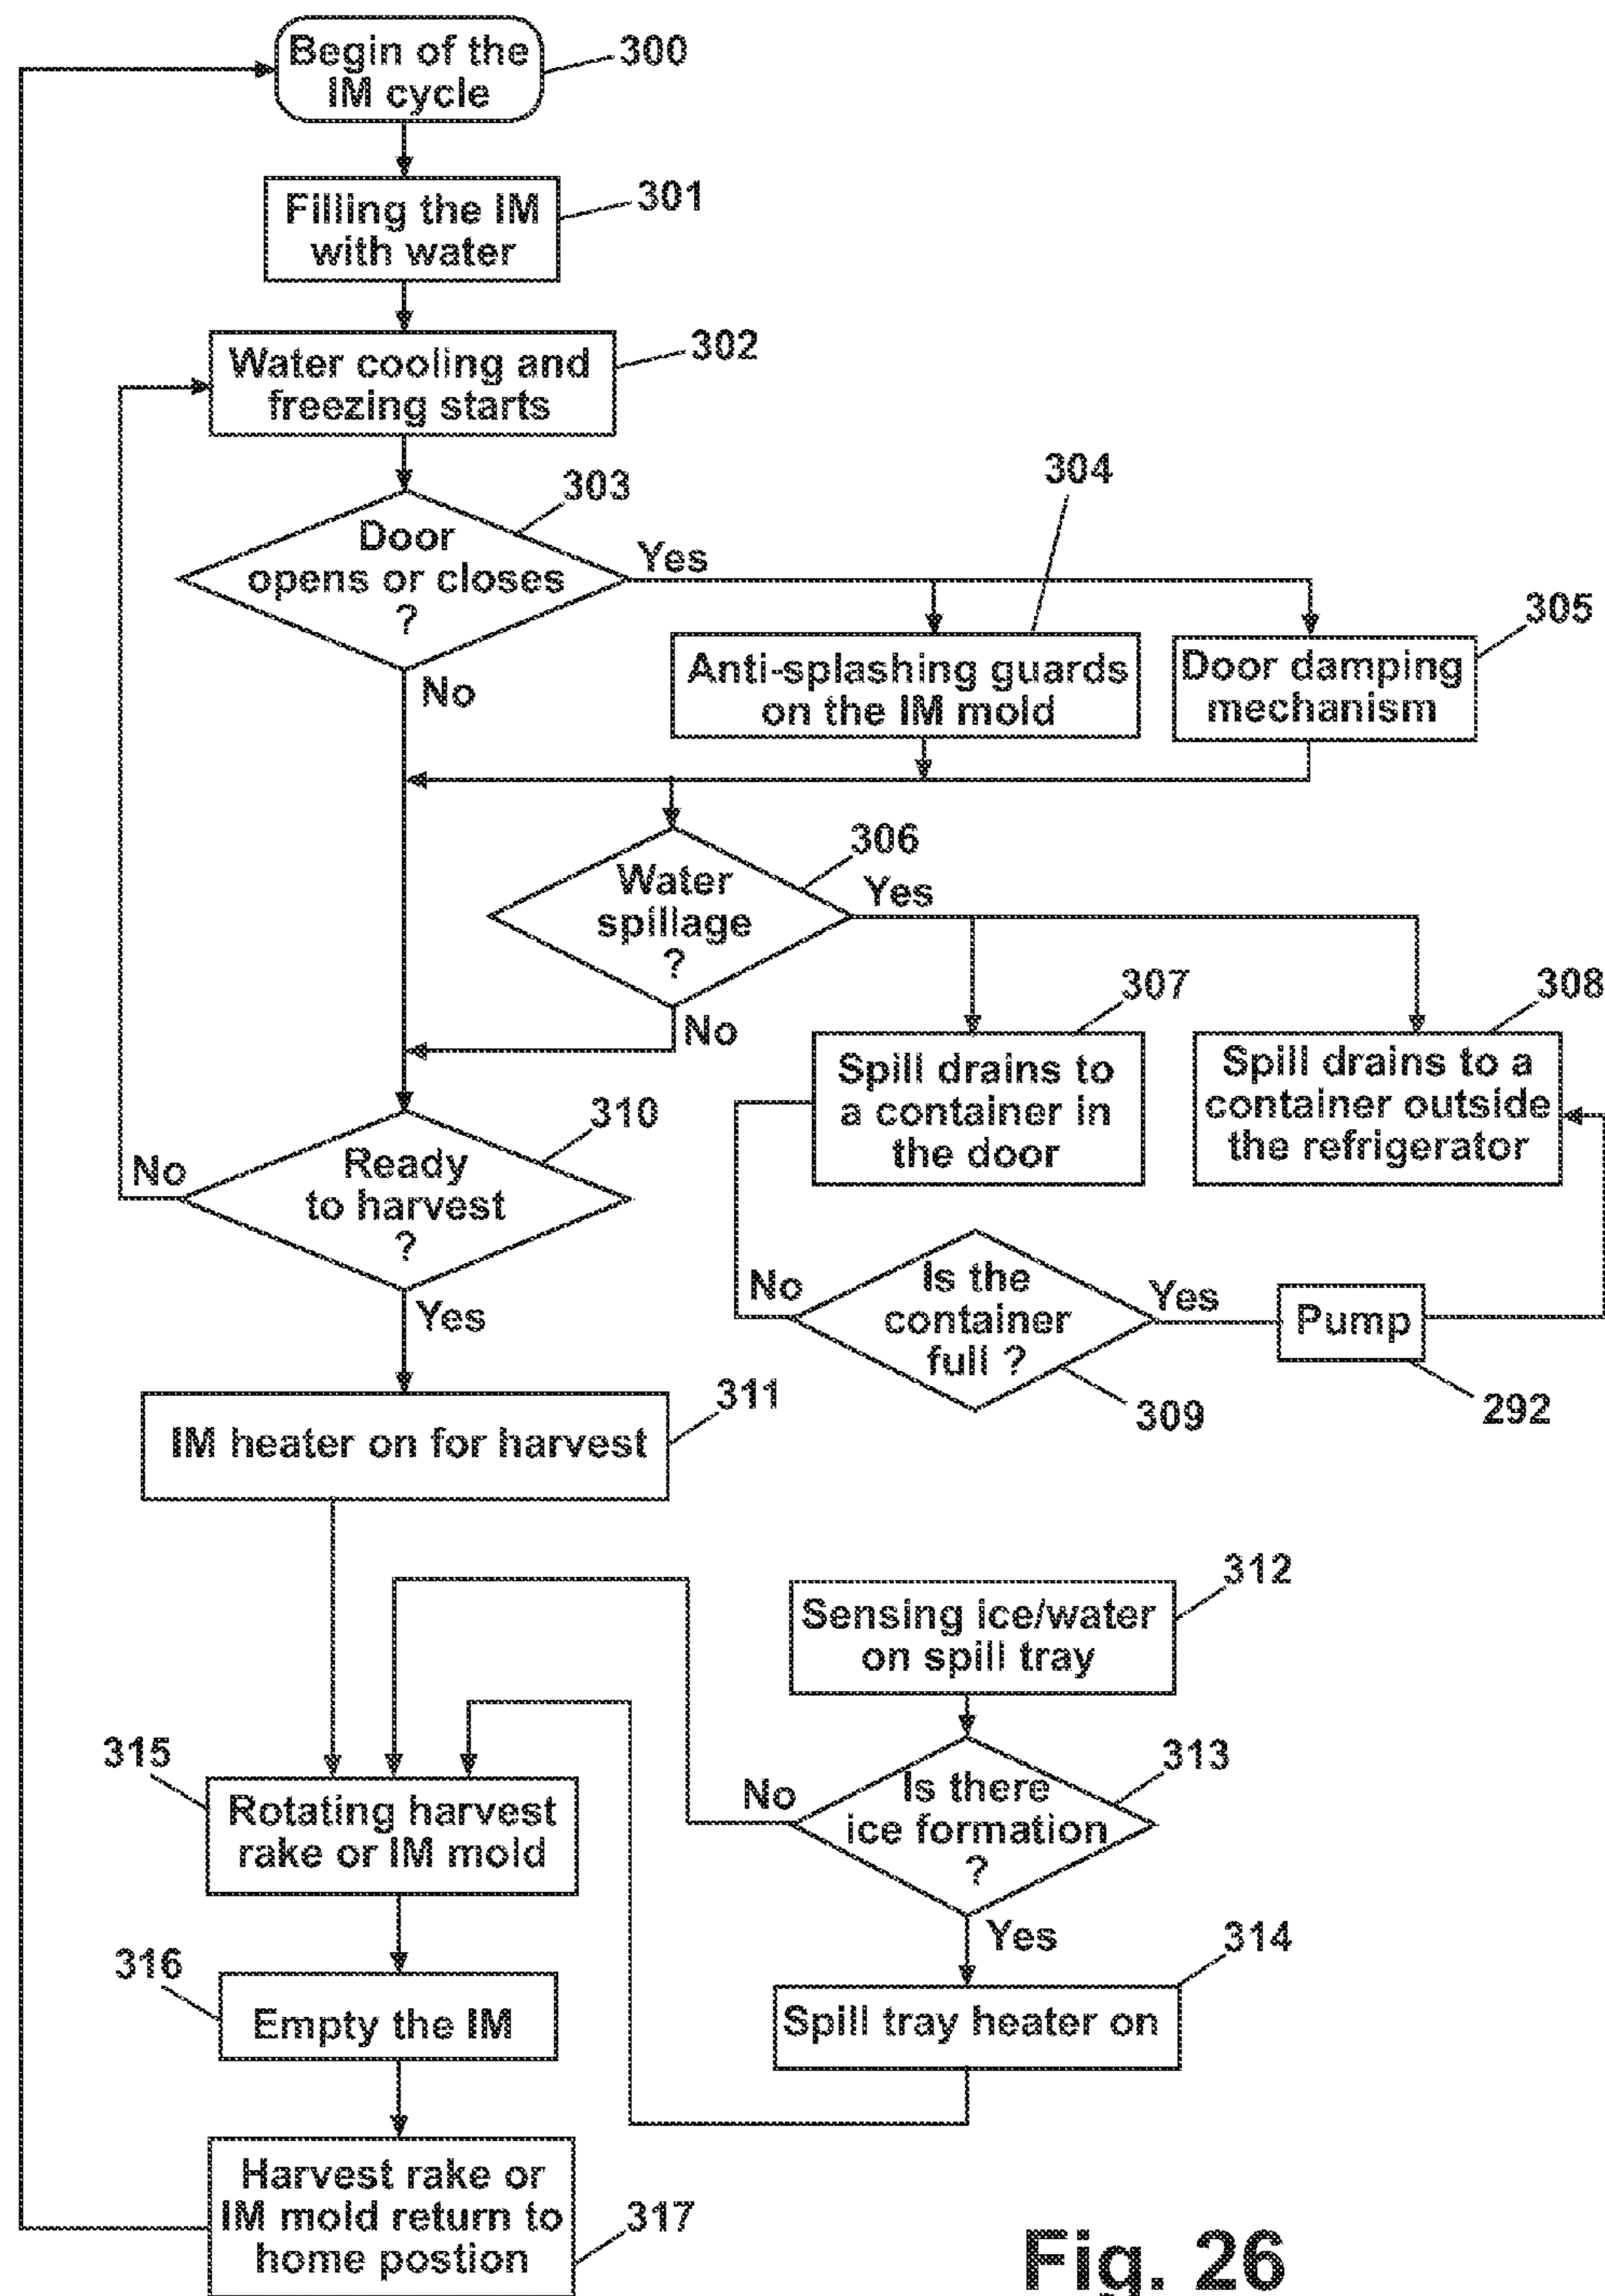 Begin of the
IM cycle
300
Filling the IM
with water
301
Water cooling and
freezing starts
302
Door
opens or closes
?
303
Yes
No
304
Anti-splashing guards
on the IM mold
305
Door damping
mechanism
306
Water
spillage
?
Yes
No
307
Spill drains to
a container in
the door
308
Spill drains to a
container outside
the refrigerator
310
Ready
to harvest
?
No
Yes
Is the
container
full ?
No
Yes
309
Pump
292
311
IM heater on for harvest
312
Sensing ice/water
on spill tray
313
Is there
ice formation
?
No
Yes
314
Spill tray heater on
315
Rotating harvest
rake or IM mold
316
Empty the IM
Harvest rake or
IM mold return to
home postion
317
Fig. 26